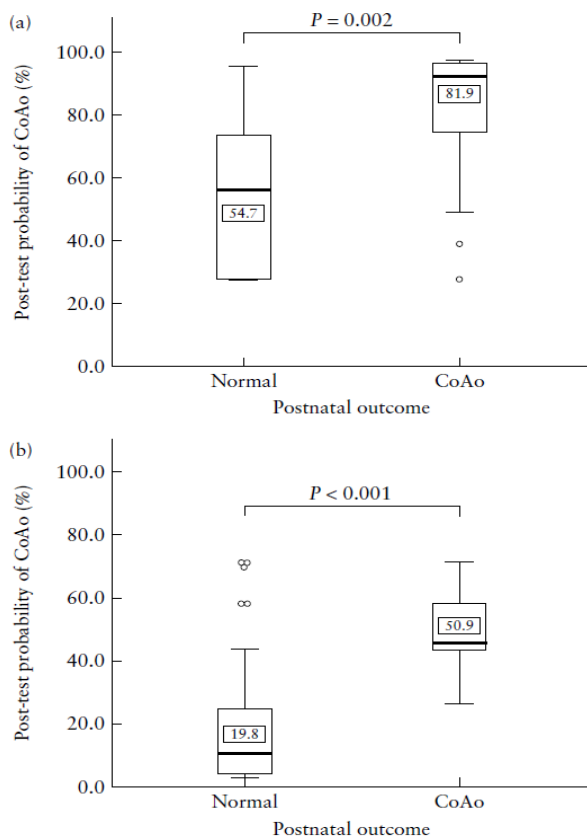 (a)
P = 0.002
100.0
80.0
60.0
40.0
20.0
0.0
Post-test probability of CoAo (%)
54.7
81.9
Normal CoAo
Postnatal outcome
(b)
P < 0.001
100.0
80.0
60.0
40.0
20.0
0.0
Post-test probability of CoAo (%)
19.8
50.9
Normal CoAo
Postnatal outcome